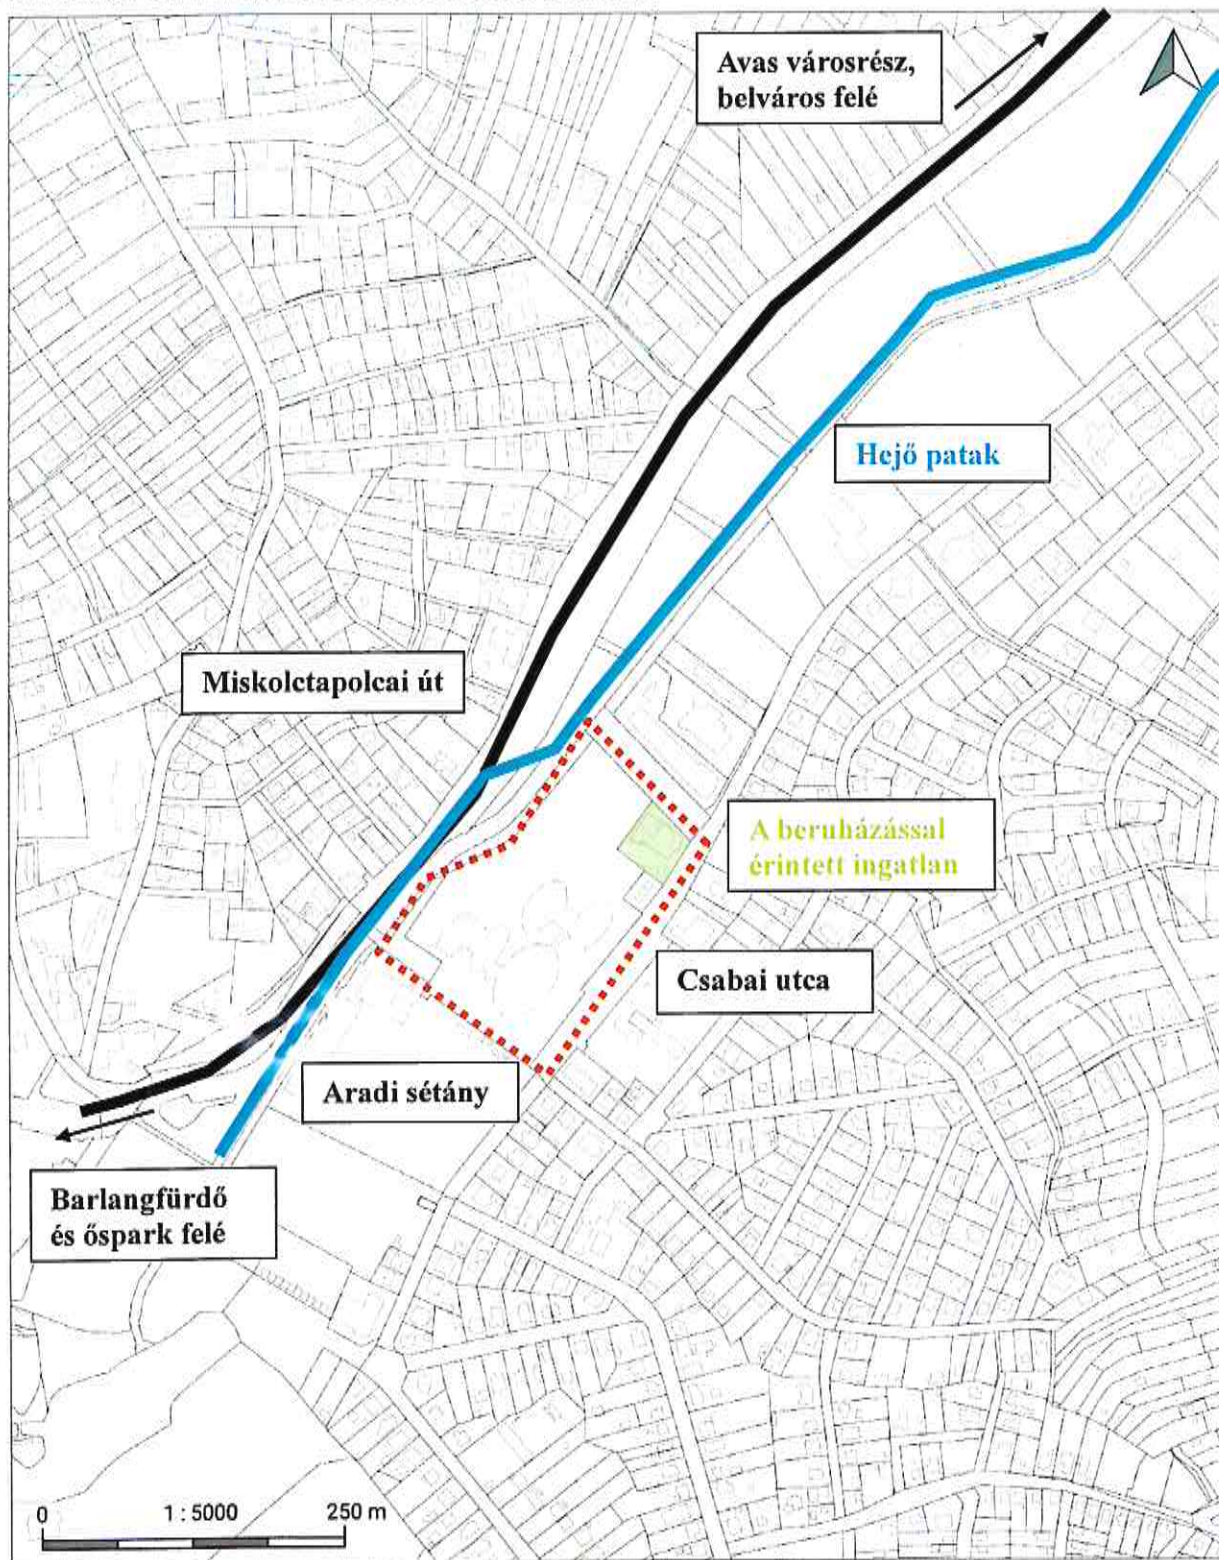 Avas városrész,
belváros felé
Hejő patak
Miskolctapolcai út
A beruházással
érintett ingatlan
Csabai utca
Aradi sétány
Barlangfürdő
és őspark felé
0 1 : 5000 250 m